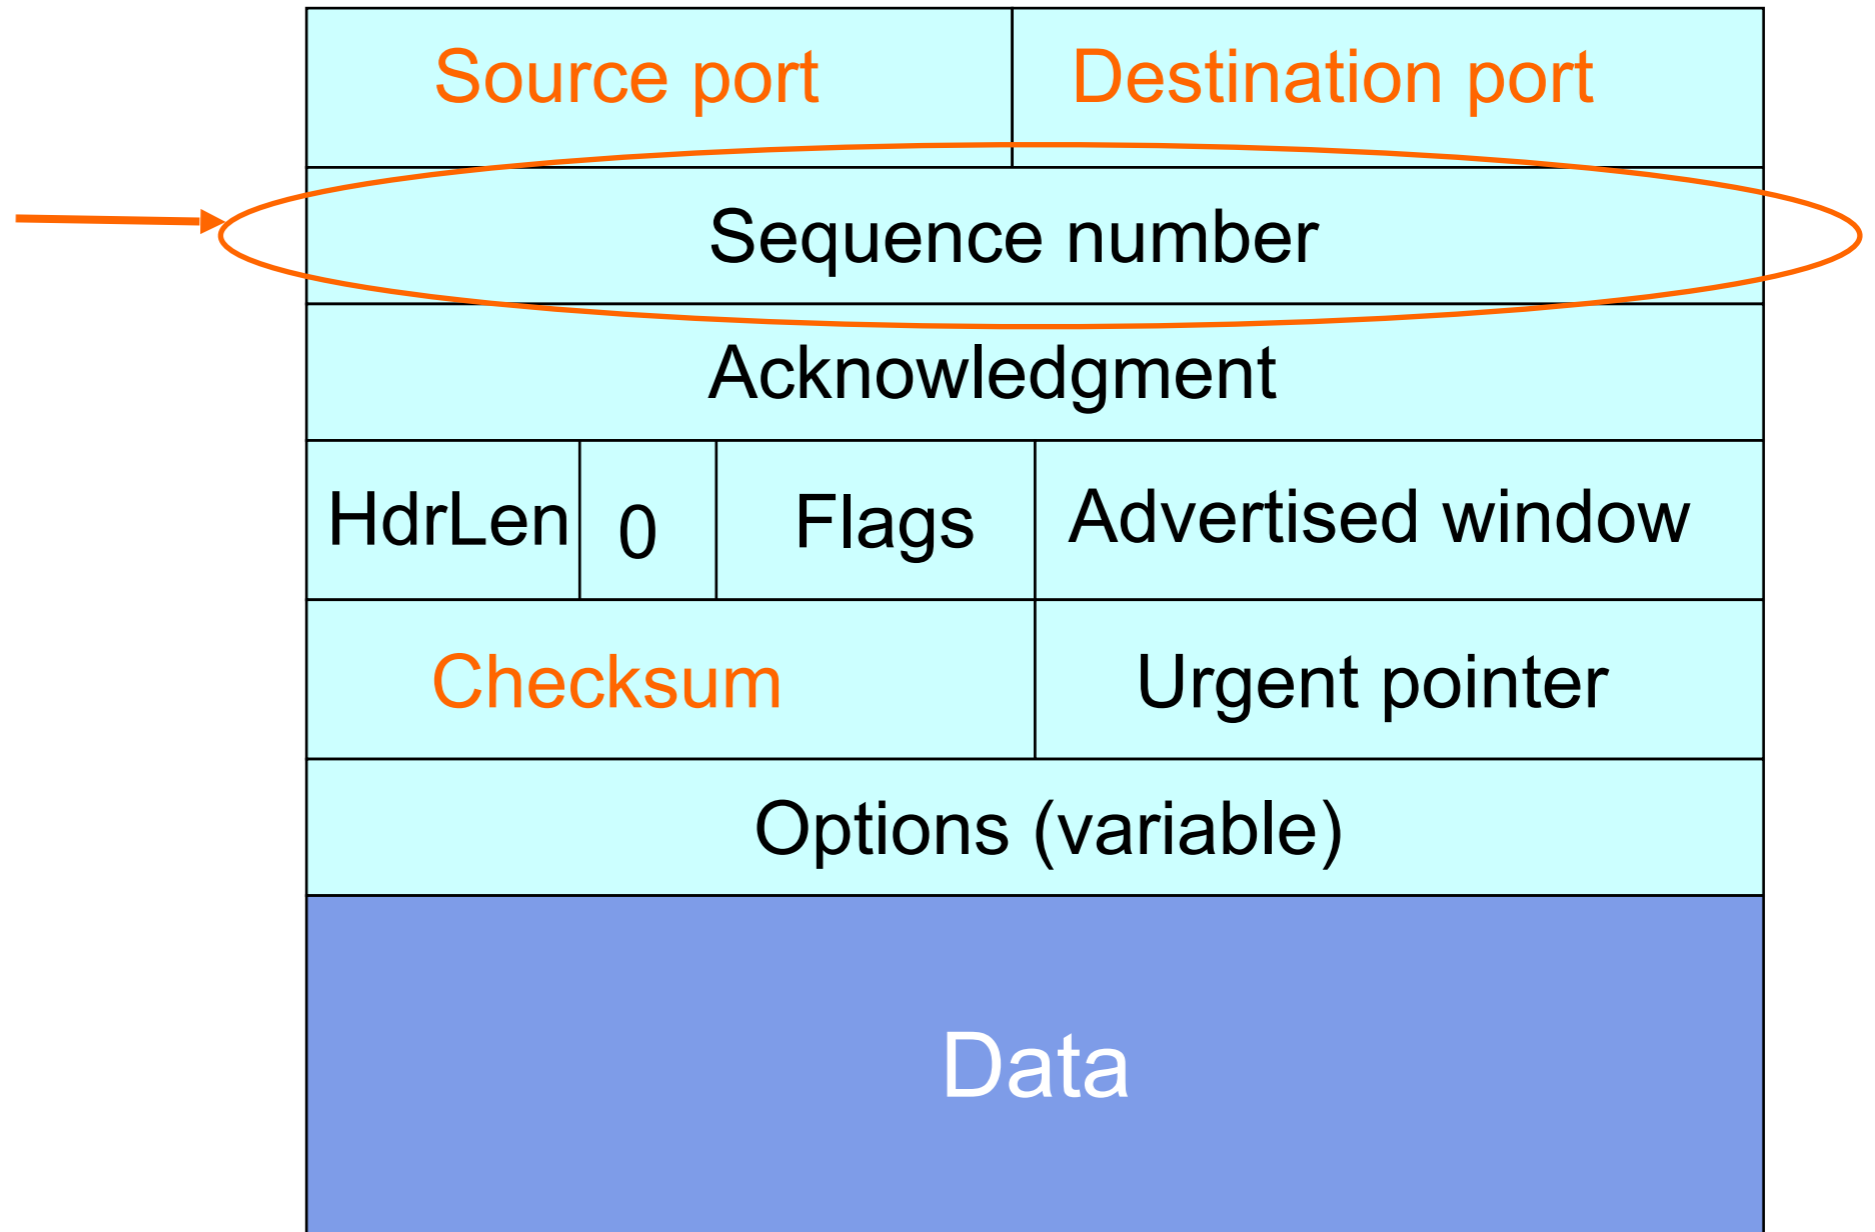 Source port Destination port
Sequence number
Acknowledgment
HdrLen 0 Flags Advertised window
Checksum Urgent pointer
Options (variable)
Data